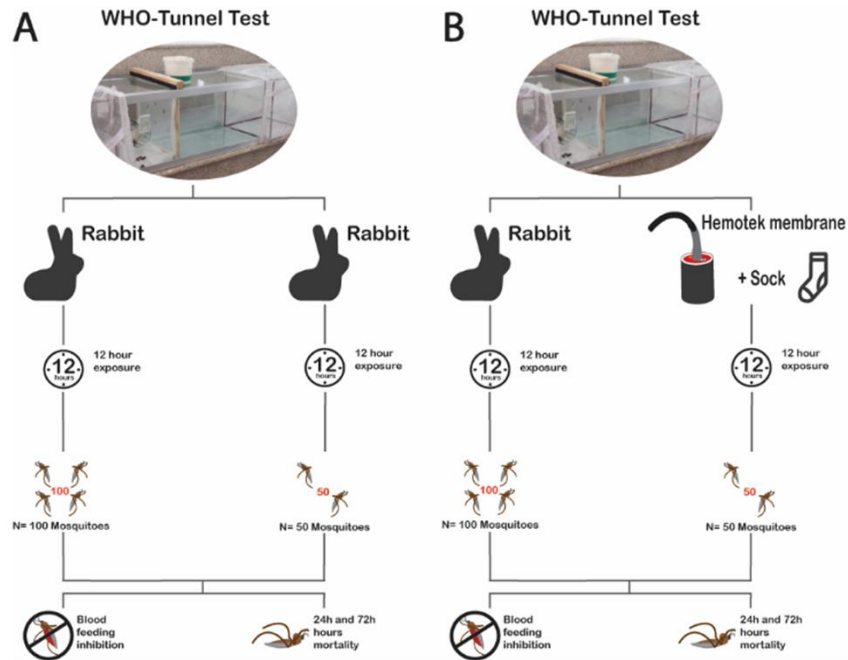 A
WHO-Tunnel Test
Rabbit
Rabbit
12
hours
12 hour
exposure
12
hours
12 hour
exposure
100
N= 100 Mosquitoes
50
N= 50 Mosquitoes
Blood
feeding
inhibition
24h and 72h
hours
mortality
B
WHO-Tunnel Test
Rabbit
Hemotek membrane
+ Sock
12
hours
12 hour
exposure
12
hours
12 hour
exposure
100
N= 100 Mosquitoes
50
N= 50 Mosquitoes
Blood
feeding
inhibition
24h and 72h
hours
mortality